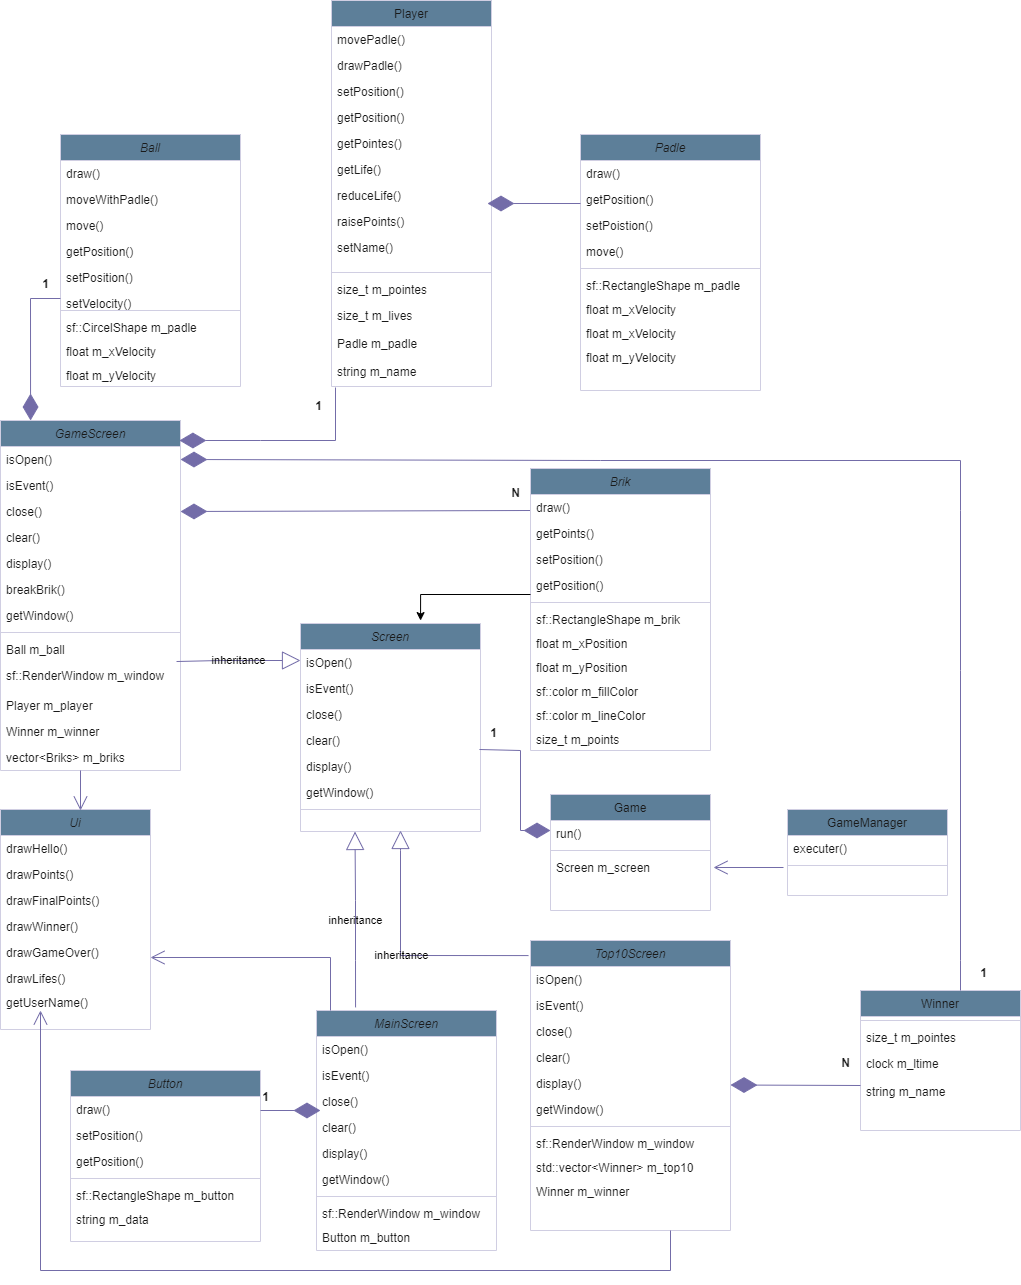 Player
movePadle()
drawPadle()
setPosition()
getPosition()
getPointes()
getLife()
reduceLife()
raisePoints()
setName()
size_t m_pointes
size_t m_lives
Padle m_padle
string m_name
Ball
draw()
moveWithPadle()
move()
getPosition()
setPosition()
setVelocity()
sf::CircelShape m_padle
float m_xVelocity
float m_yVelocity
Padle
draw()
getPosition()
setPoistion()
move()
sf::RectangleShape m_padle
float m_xVelocity
float m_xVelocity
float m_yVelocity
1
1
GameScreen
isOpen()
isEvent()
close()
clear()
display()
breakBrik()
getWindow()
Ball m_ball
sf::RenderWindow m_window
Player m_player
Winner m_winner
vector<Briks> m_briks
N
Brik
draw()
getPoints()
setPosition()
getPosition()
sf::RectangleShape m_brik
float m_xPosition
float m_yPosition
sf::color m_fillColor
sf::color m_lineColor
size_t m_points
inheritance
Screen
isOpen()
isEvent()
close()
clear()
display()
getWindow()
1
Game
run()
Screen m_screen
GameManager
executer()
Ui
drawHello()
drawPoints()
drawFinalPoints()
drawWinner()
drawGameOver()
drawLifes()
getUserName()
inheritance
inheritance
Top10Screen
isOpen()
isEvent()
close()
clear()
display()
getWindow()
sf::RenderWindow m_window
std::vector<Winner> m_top10
Winner m_winner
1
N
Winner
size_t m_pointes
clock m_ltime
string m_name
MainScreen
isOpen()
isEvent()
close()
clear()
display()
getWindow()
sf::RenderWindow m_window
Button m_button
1
Button
draw()
setPosition()
getPosition()
sf::RectangleShape m_button
string m_data